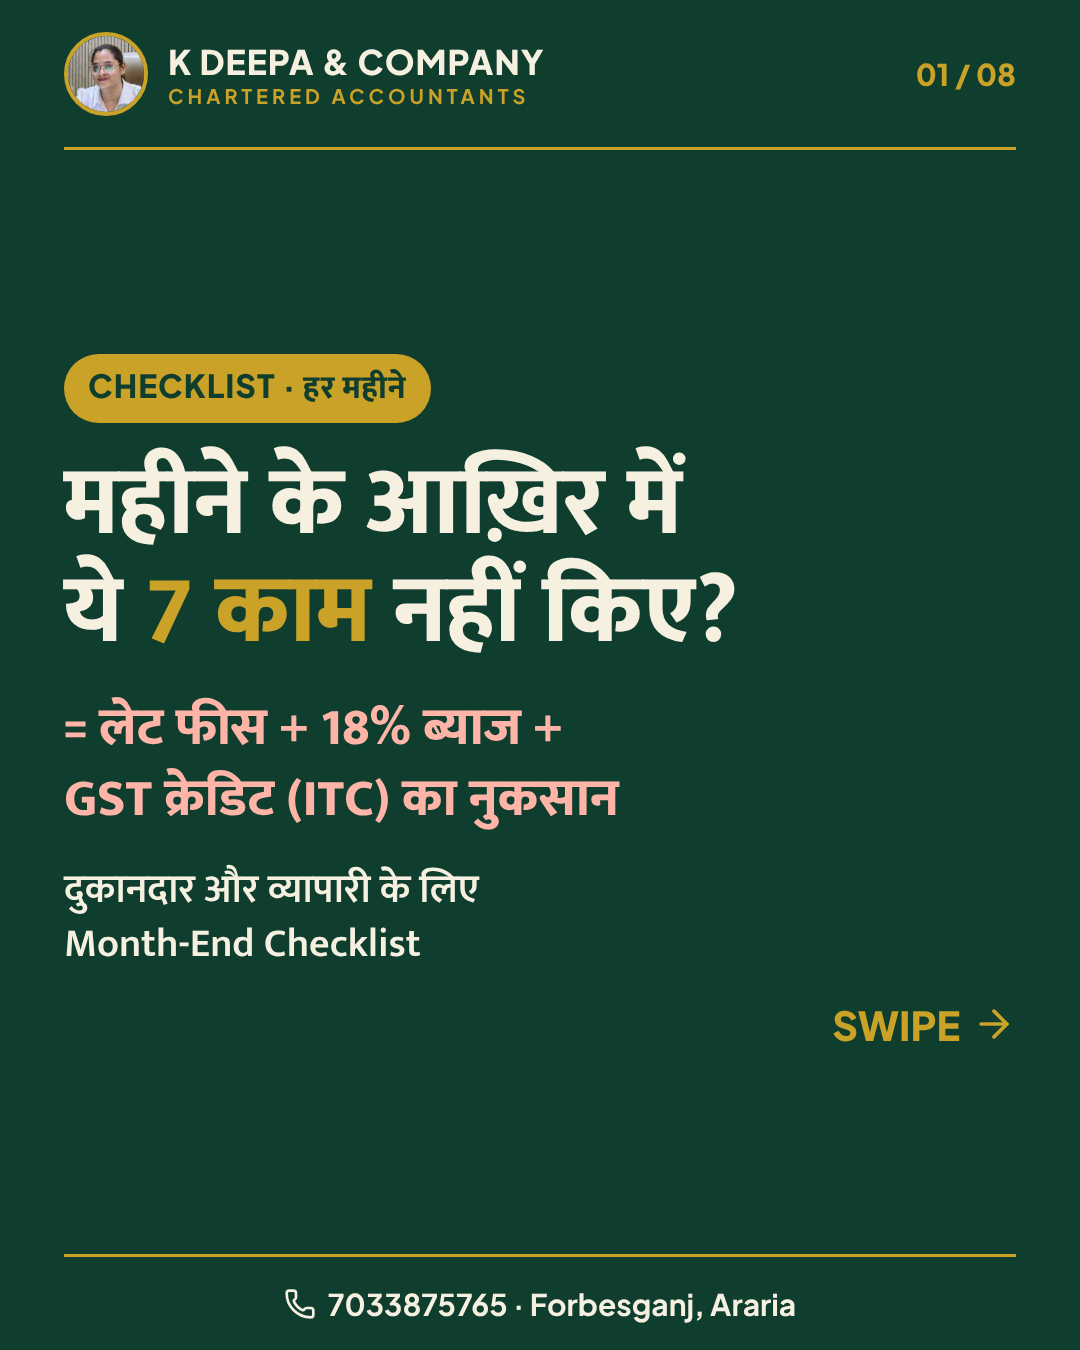 K DEEPA & COMPANY
CHARTERED ACCOUNTANTS
01 / 08
CHECKLIST · हर महीने
महीने के आख़िर में
ये 7 काम नहीं किए?
= लेट फीस + 18% ब्याज +
GST क्रेडिट (ITC) का नुकसान
दुकानदार और व्यापारी के लिए
Month-End Checklist
SWIPE →
7033875765 · Forbesganj, Araria